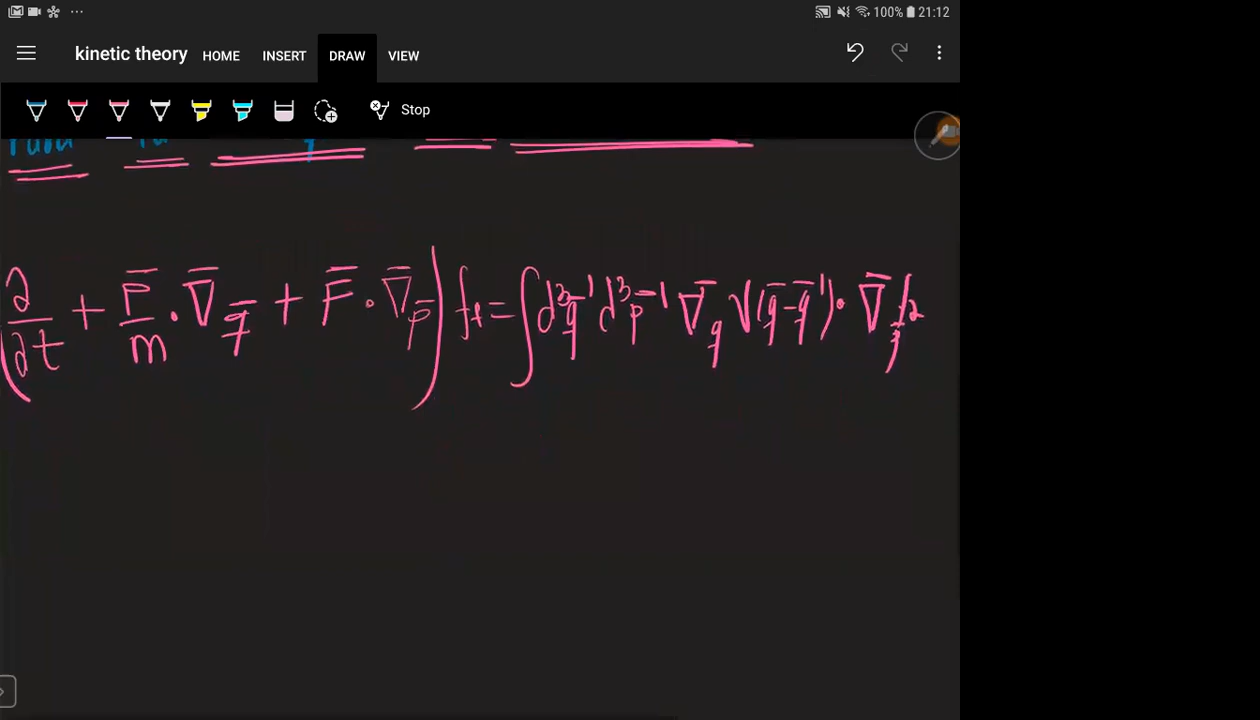 100% 21:12
kinetic theory HOME INSERT DRAW VIEW
Stop
(∂/∂t + p̄/m · ∇̄_q̄ + F̄ · ∇̄_p̄) f₁ = ∫ d³q̄' d³p̄' ∇̄_q V(q̄-q̄') · ∇̄_p f₂